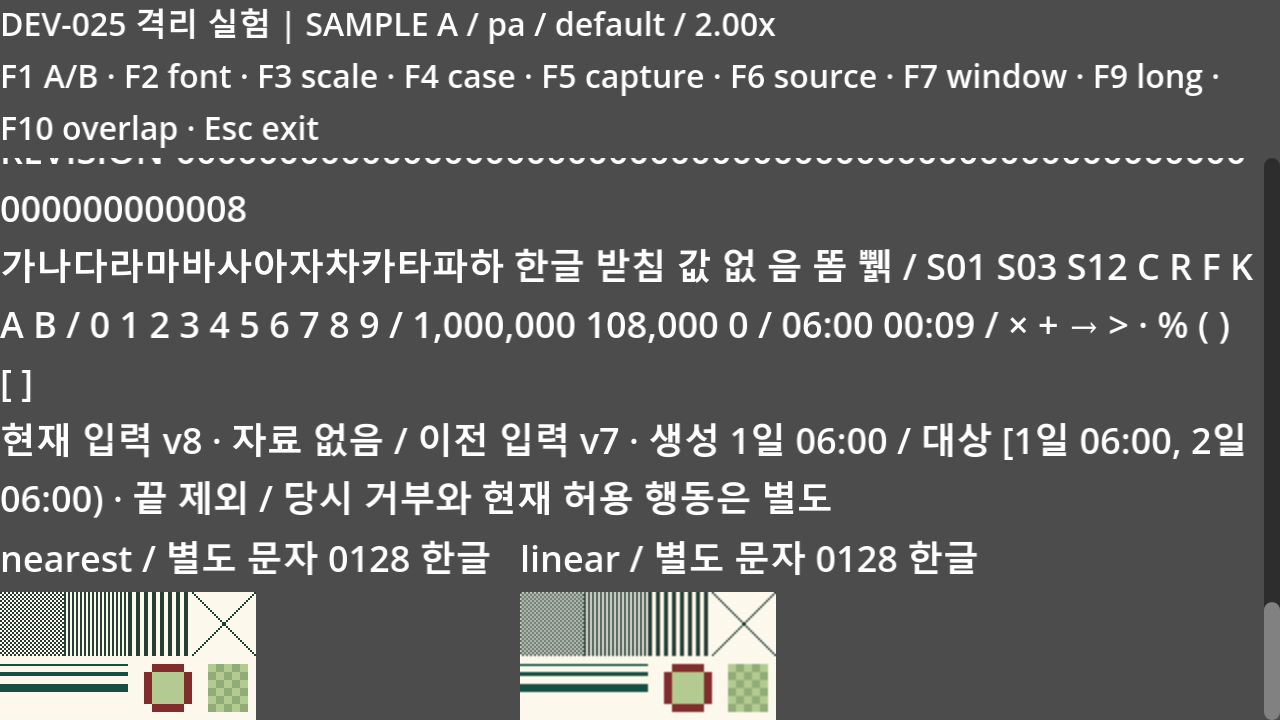 DEV-025 격리 실험 | SAMPLE A / pa / default / 2.00x
F1 A/B · F2 font · F3 scale · F4 case · F5 capture · F6 source · F7 window · F9 long ·
F10 overlap · Esc exit
REVISION
000000000008
가나다라마바사아자차카타파하 한글 받침 값 없 음 똠 / S01 S03 S12 C R F K
A B / 0 1 2 3 4 5 6 7 8 9 / 1,000,000 108,000 0 / 06:00 00:09 / × + → > · % ( )
[ ]
현재 입력 v8 · 자료 없음 / 이전 입력 v7 · 생성 1일 06:00 / 대상 [1일 06:00, 2일
06:00) · 끝 제외 / 당시 거부와 현재 허용 행동은 별도
nearest / 별도 문자 0128 한글
linear / 별도 문자 0128 한글